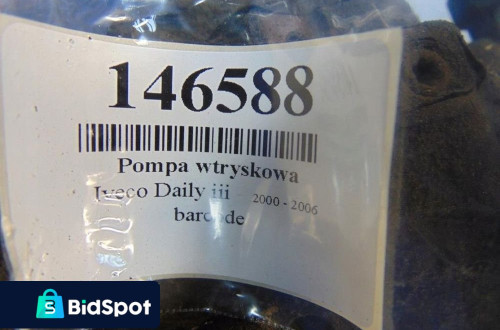 146588
Pompa wtryskowa
Iveco Daily iii 2000 - 2006
barcode
S
BidSpot